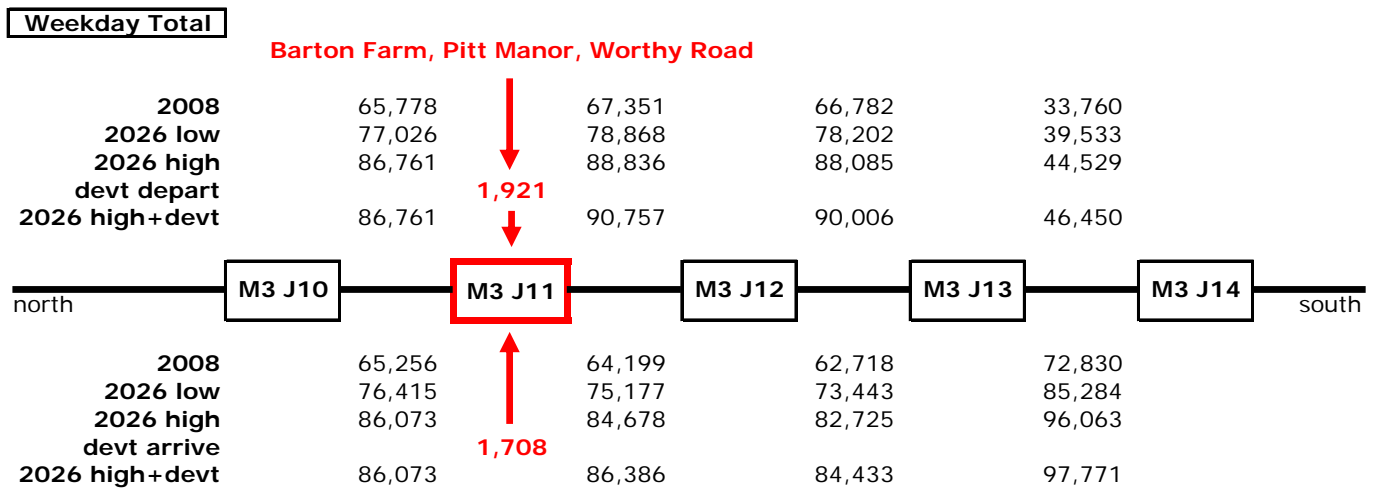 Weekday Total
Barton Farm, Pitt Manor, Worthy Road
2008 65,778 67,351 66,782 33,760
2026 low 77,026 78,868 78,202 39,533
2026 high 86,761 88,836 88,085 44,529
devt depart 1,921
2026 high+devt 86,761 90,757 90,006 46,450
M3 J10 M3 J11 M3 J12 M3 J13 M3 J14
north south
2008 65,256 64,199 62,718 72,830
2026 low 76,415 75,177 73,443 85,284
2026 high 86,073 84,678 82,725 96,063
devt arrive 1,708
2026 high+devt 86,073 86,386 84,433 97,771